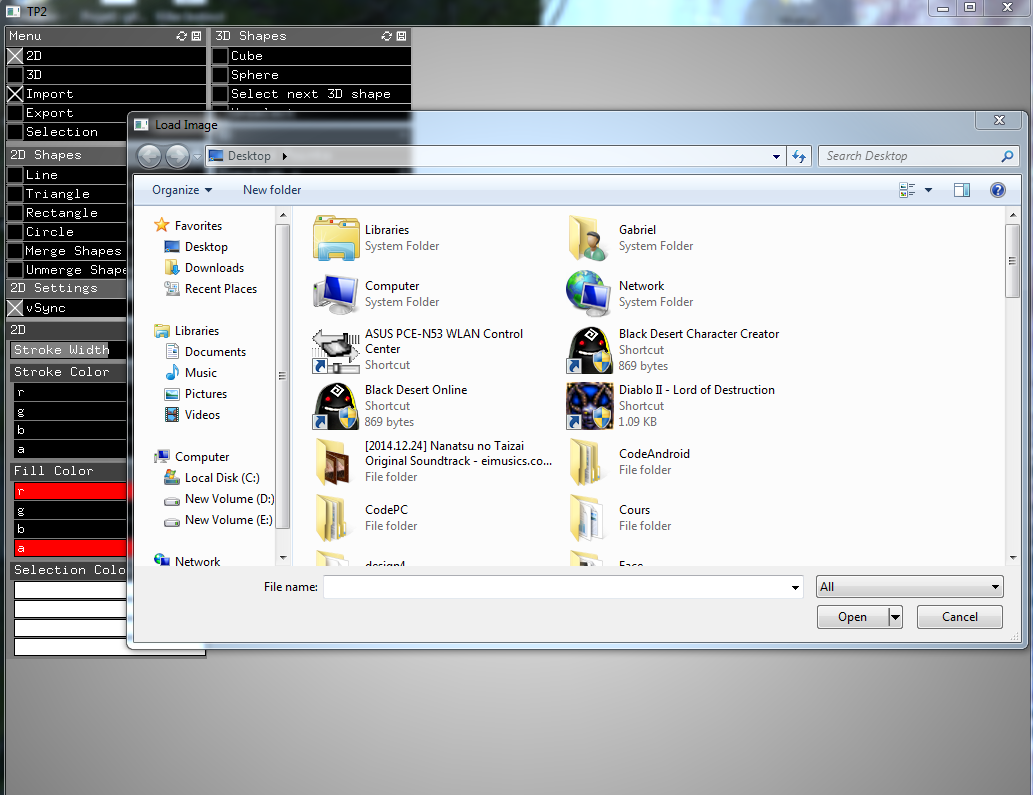 TP2
Menu
2D
3D
Import
Export
Selection
2D Shapes
Line
Triangle
Rectangle
Circle
Merge Shapes
Unmerge Shape
2D Settings
vSync
2D
Stroke Width
Stroke Color
r
g
b
a
Fill Color
r
g
b
a
Selection Colo
3D Shapes
Cube
Sphere
Select next 3D shape
Load Image
Desktop
Search Desktop
Organize
New folder
Favorites
Desktop
Downloads
Recent Places
Libraries
Documents
Music
Pictures
Videos
Computer
Local Disk (C:)
New Volume (D:)
New Volume (E:)
Network
Libraries
System Folder
Gabriel
System Folder
Computer
System Folder
Network
System Folder
ASUS PCE-N53 WLAN Control
Center
Shortcut
Black Desert Character Creator
Shortcut
869 bytes
Black Desert Online
Shortcut
869 bytes
Diablo II - Lord of Destruction
Shortcut
1.09 KB
[2014.12.24] Nanatsu no Taizai
Original Soundtrack - eimusics.co...
File folder
CodeAndroid
File folder
CodePC
File folder
Cours
File folder
design4
Face
File name:
All
Open
Cancel